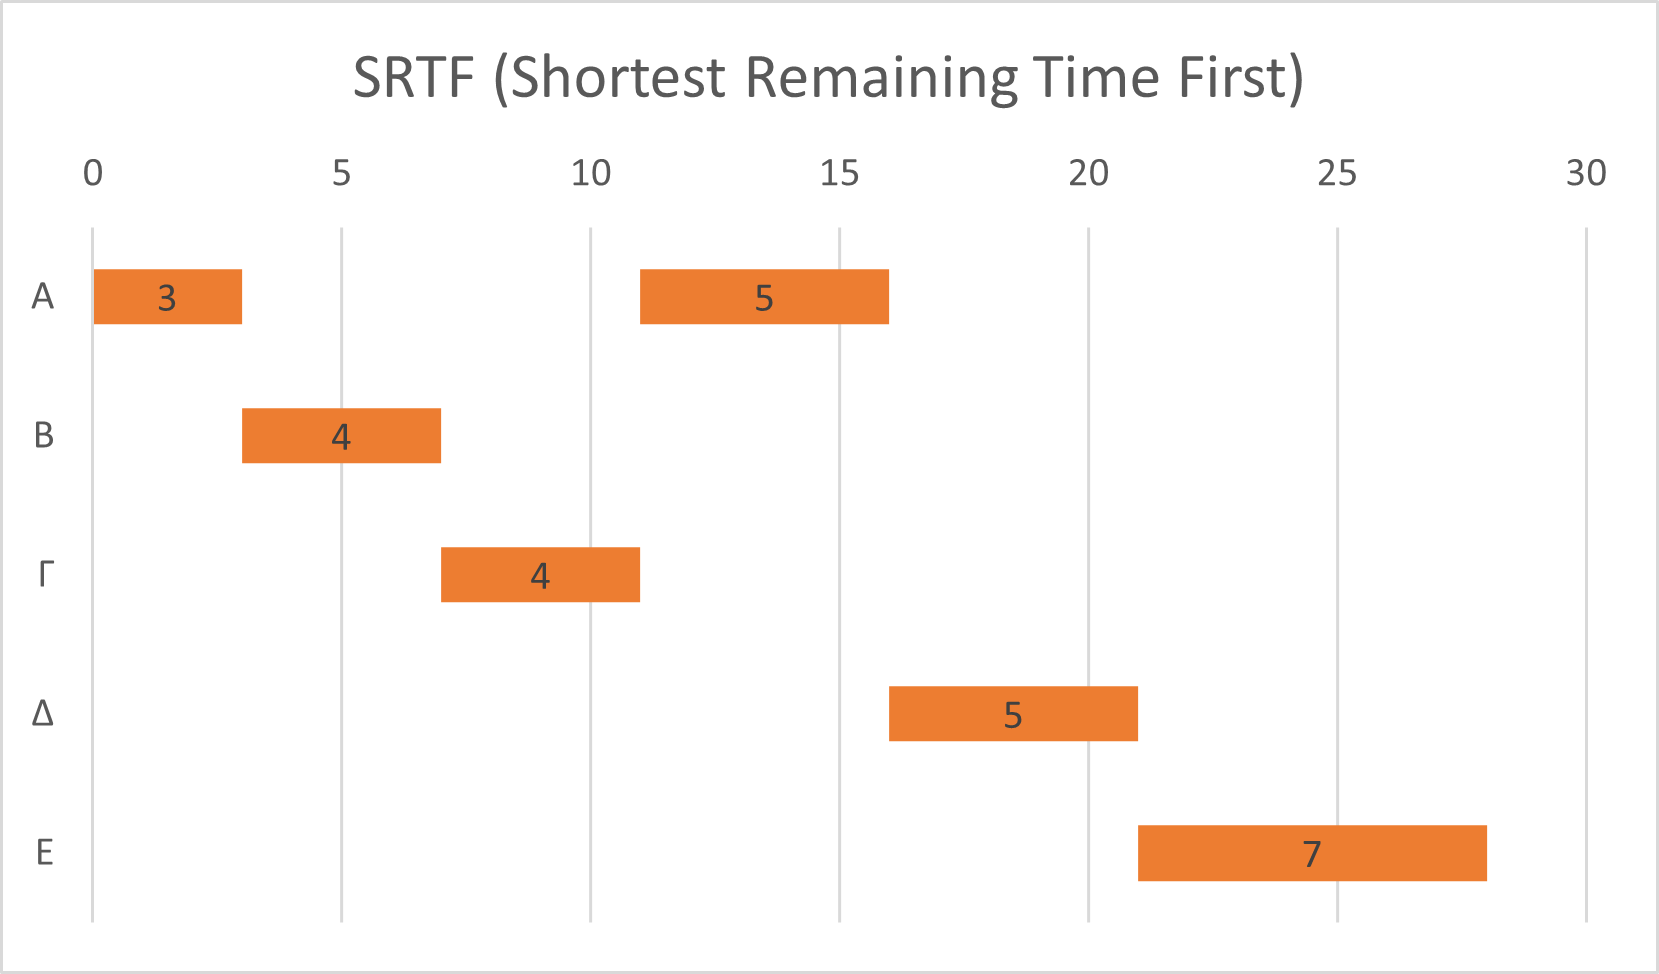 SRTF (Shortest Remaining Time First)
0 5 10 15 20 25 30
Α 3 5
Β 4
Γ 4
Δ 5
Ε 7